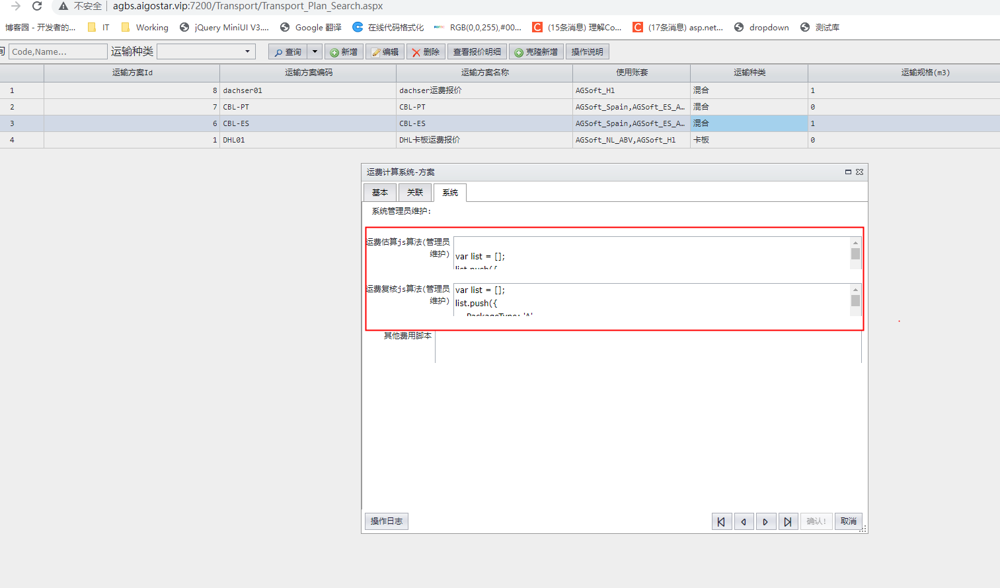 不安全 agbs.aigostar.vip:7200/Transport/Transport_Plan_Search.aspx
博客园 - 开发者的... IT Working jQuery MiniUI V3.... Google 翻译 在线代码格式化 RGB(0,0,255),#00... (15条消息) 理解Co... (17条消息) asp.net... dropdown 测试库
Code,Name... 运输种类 查询 新增 编辑 删除 查看报价明细 克隆新增 操作说明
运输方案Id 运输方案编码 运输方案名称 使用账套 运输种类 运输规格(m3)
1 8 dachser01 dachser运费报价 AGSoft_Hl 混合 1
2 7 CBL-PT CBL-PT AGSoft_Spain,AGSoft_ES_A… 混合 0
3 6 CBL-ES CBL-ES AGSoft_Spain,AGSoft_ES_A… 混合 1
4 1 DHL01 DHL卡板运费报价 AGSoft_NL_ABV,AGSoft_Hl 卡板 0
运费计算系统-方案
基本 关联 系统
系统管理员维护:
运费估算js算法(管理员
维护)
var list = [];
list.push({
运费复核js算法(管理员
维护)
var list = [];
list.push({
PackageType: 'A'
其他费用脚本
操作日志 确认! 取消